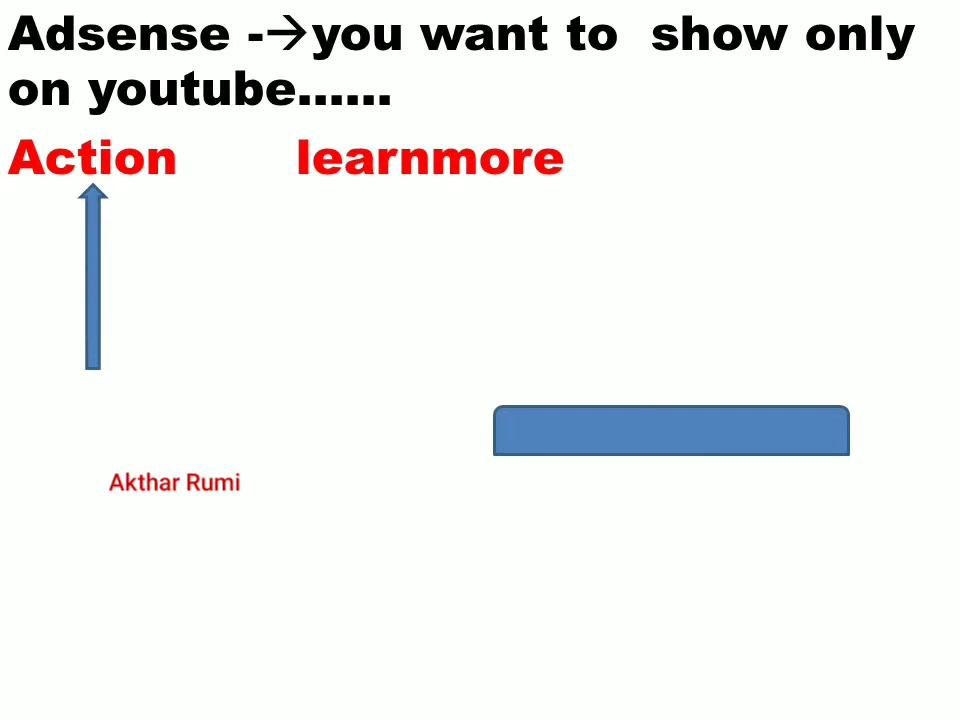 Adsense -→you want to  show only
on youtube......
Action        learnmore
Akthar Rumi